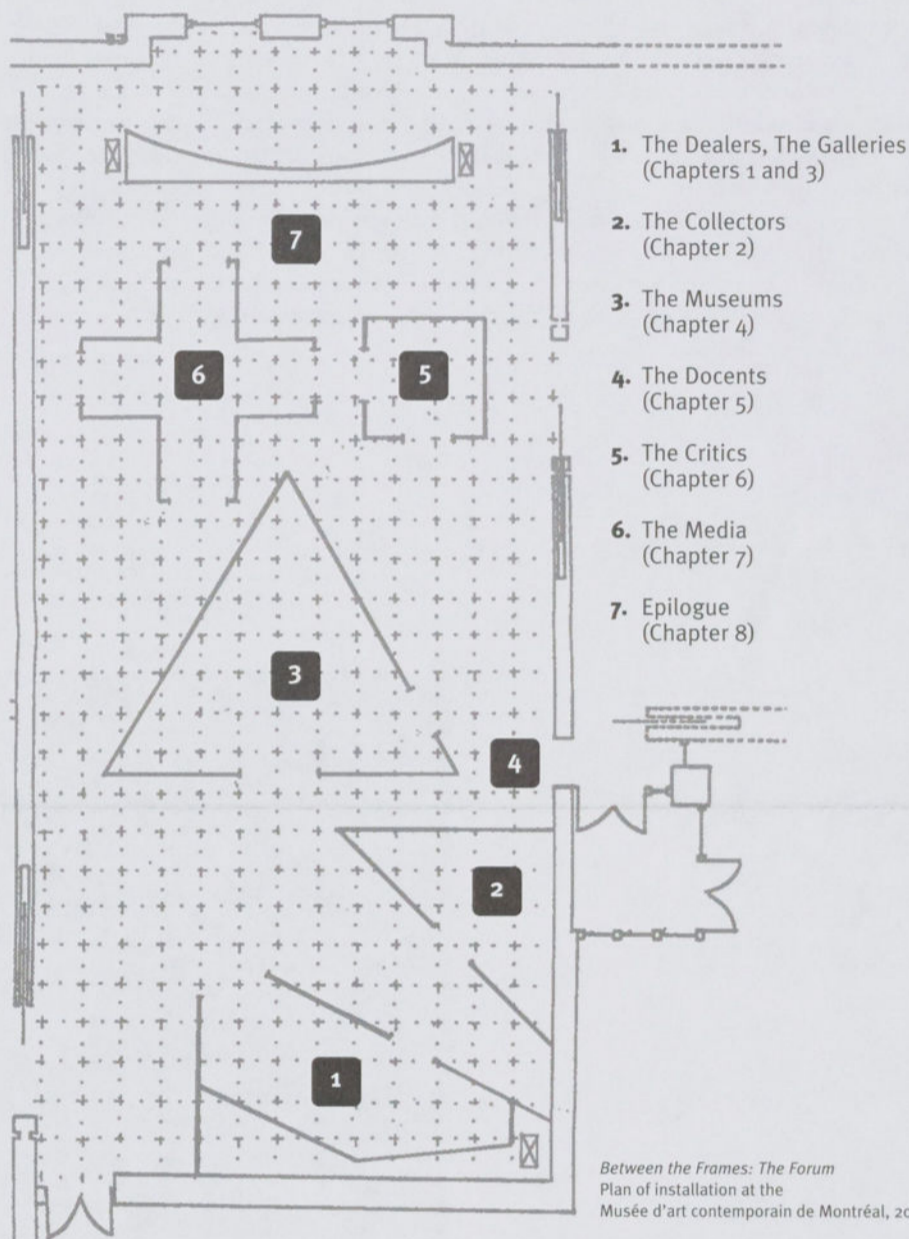 7
6
5
3
4
2
1
1. The Dealers, The Galleries
(Chapters 1 and 3)
2. The Collectors
(Chapter 2)
3. The Museums
(Chapter 4)
4. The Docents
(Chapter 5)
5. The Critics
(Chapter 6)
6. The Media
(Chapter 7)
7. Epilogue
(Chapter 8)
Between the Frames: The Forum
Plan of installation at the
Musée d'art contemporain de Montréal,